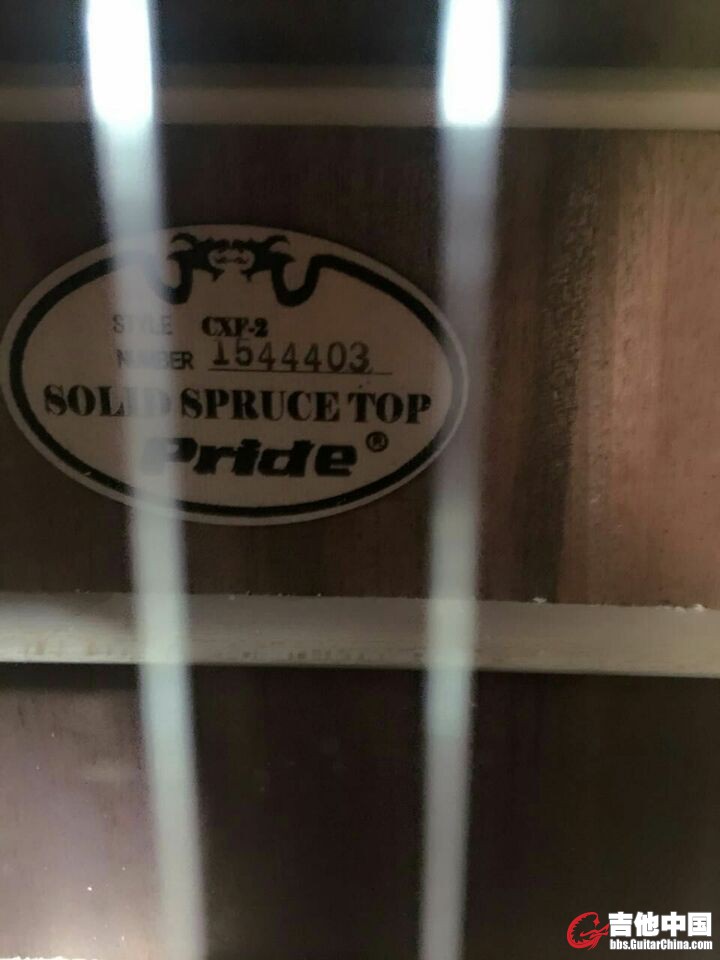 STYLE CXF-2
NUMBER 1544403
SOLID SPRUCE TOP
Pride®
吉他中国
bbs.GuitarChina.com